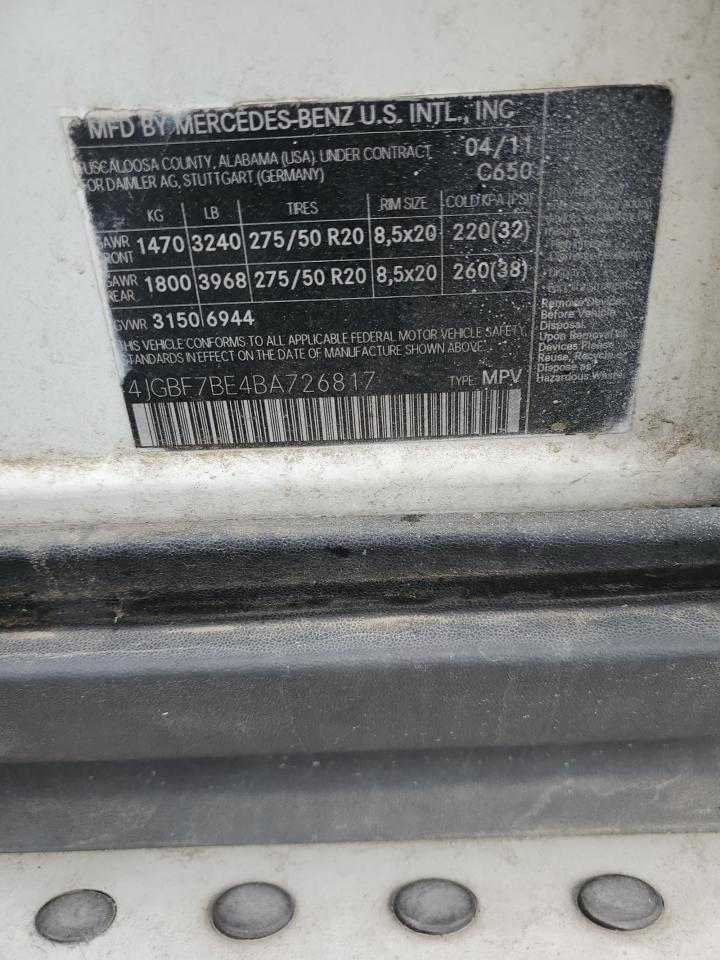 MFD BY MERCEDES-BENZ U.S. INTL., INC
TUSCALOOSA COUNTY, ALABAMA (USA), UNDER CONTRACT 04/11
FOR DAIMLER AG, STUTTGART (GERMANY) C650
KG LB TIRES RIM SIZE COLD KPA (PSI)
GAWR FRONT 1470 3240 275/50 R20 8,5x20 220(32)
GAWR REAR 1800 3968 275/50 R20 8,5x20 260(38)
GVWR 3150 6944
THIS VEHICLE CONFORMS TO ALL APPLICABLE FEDERAL MOTOR VEHICLE SAFETY
STANDARDS IN EFFECT ON THE DATE OF MANUFACTURE SHOWN ABOVE.
4JGBF7BE4BA726817 TYPE: MPV
Remove Devices
Before Vehicle
Disposal.
Upon Removal of
Devices Please
Reuse, Recycle or
Dispose as
Hazardous Waste.